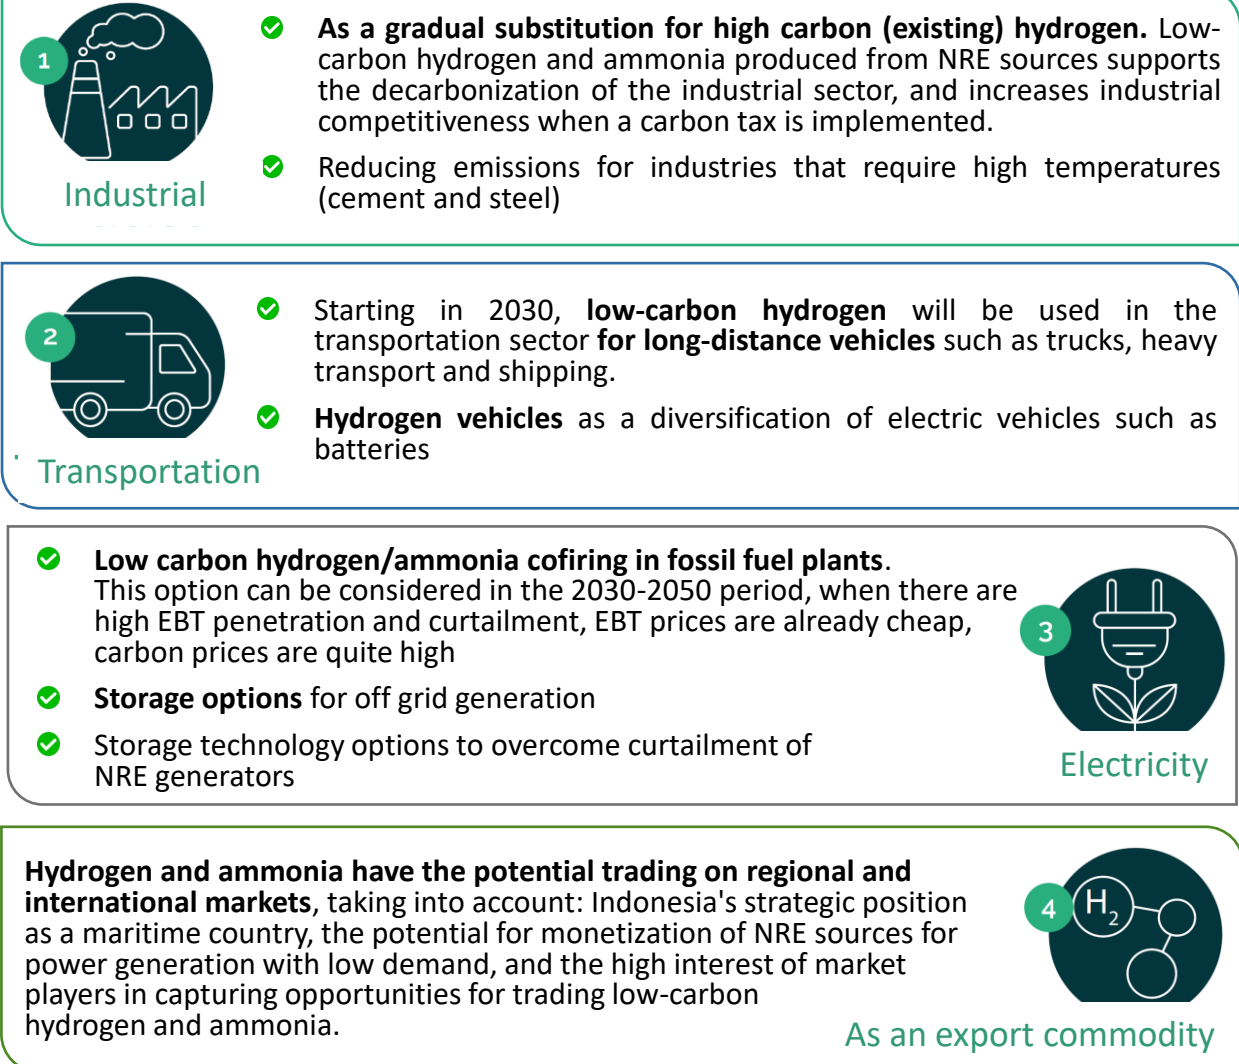 1
Industrial
As a gradual substitution for high carbon (existing) hydrogen. Low-
carbon hydrogen and ammonia produced from NRE sources supports
the decarbonization of the industrial sector, and increases industrial
competitiveness when a carbon tax is implemented.
Reducing emissions for industries that require high temperatures
(cement and steel)
2
Transportation
Starting in 2030, low-carbon hydrogen will be used in the
transportation sector for long-distance vehicles such as trucks, heavy
transport and shipping.
Hydrogen vehicles as a diversification of electric vehicles such as
batteries
Low carbon hydrogen/ammonia cofiring in fossil fuel plants.
This option can be considered in the 2030-2050 period, when there are
high EBT penetration and curtailment, EBT prices are already cheap,
carbon prices are quite high
Storage options for off grid generation
Storage technology options to overcome curtailment of
NRE generators
3
Electricity
Hydrogen and ammonia have the potential trading on regional and
international markets, taking into account: Indonesia's strategic position
as a maritime country, the potential for monetization of NRE sources for
power generation with low demand, and the high interest of market
players in capturing opportunities for trading low-carbon
hydrogen and ammonia.
4
H2
As an export commodity